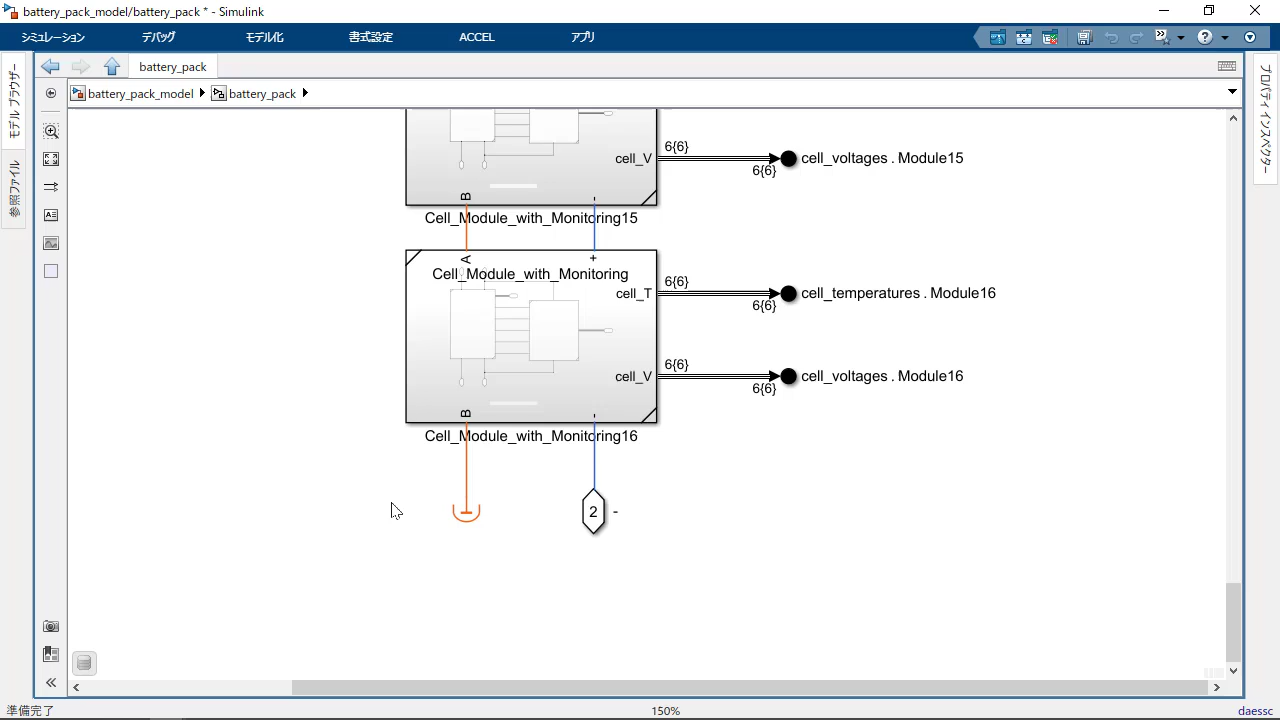 battery_pack_model/battery_pack * - Simulink
シミュレーション デバッグ モデル化 書式設定 ACCEL アプリ
battery_pack
battery_pack_model battery_pack
モデル ブラウザー
参照ファイル
プロパティ インスペクター
cell_V 6{6} 6{6} cell_voltages . Module15
B -
Cell_Module_with_Monitoring15
A +
Cell_Module_with_Monitoring
cell_T 6{6} 6{6} cell_temperatures . Module16
cell_V 6{6} 6{6} cell_voltages . Module16
B -
Cell_Module_with_Monitoring16
2 -
準備完了 150% daessc